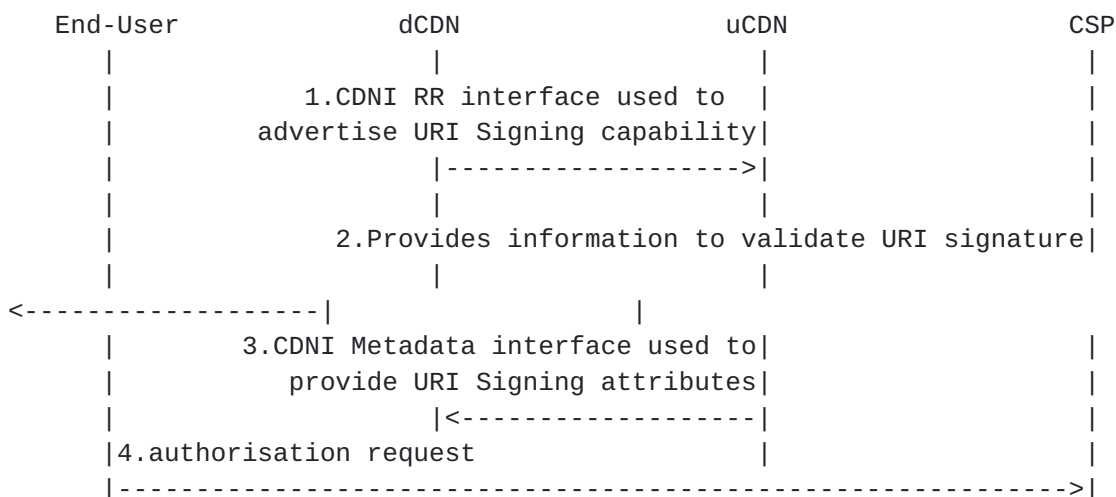 End-User              dCDN                 uCDN                CSP
      |                    |                    |                    |
      |            1.CDNI RR interface used to  |                    |
      |         advertise URI Signing capability|                    |
      |                    |------------------->|                    |
      |                    |                    |                    |
      |              2.Provides information to validate URI signature|
      |                    |                    |
<-------------------|                   |
      |        3.CDNI Metadata interface used to|                    |
      |           provide URI Signing attributes|                    |
      |                    |<-------------------|                    |
      |4.authorisation request                  |                    |
      |------------------------------------------------------------->|